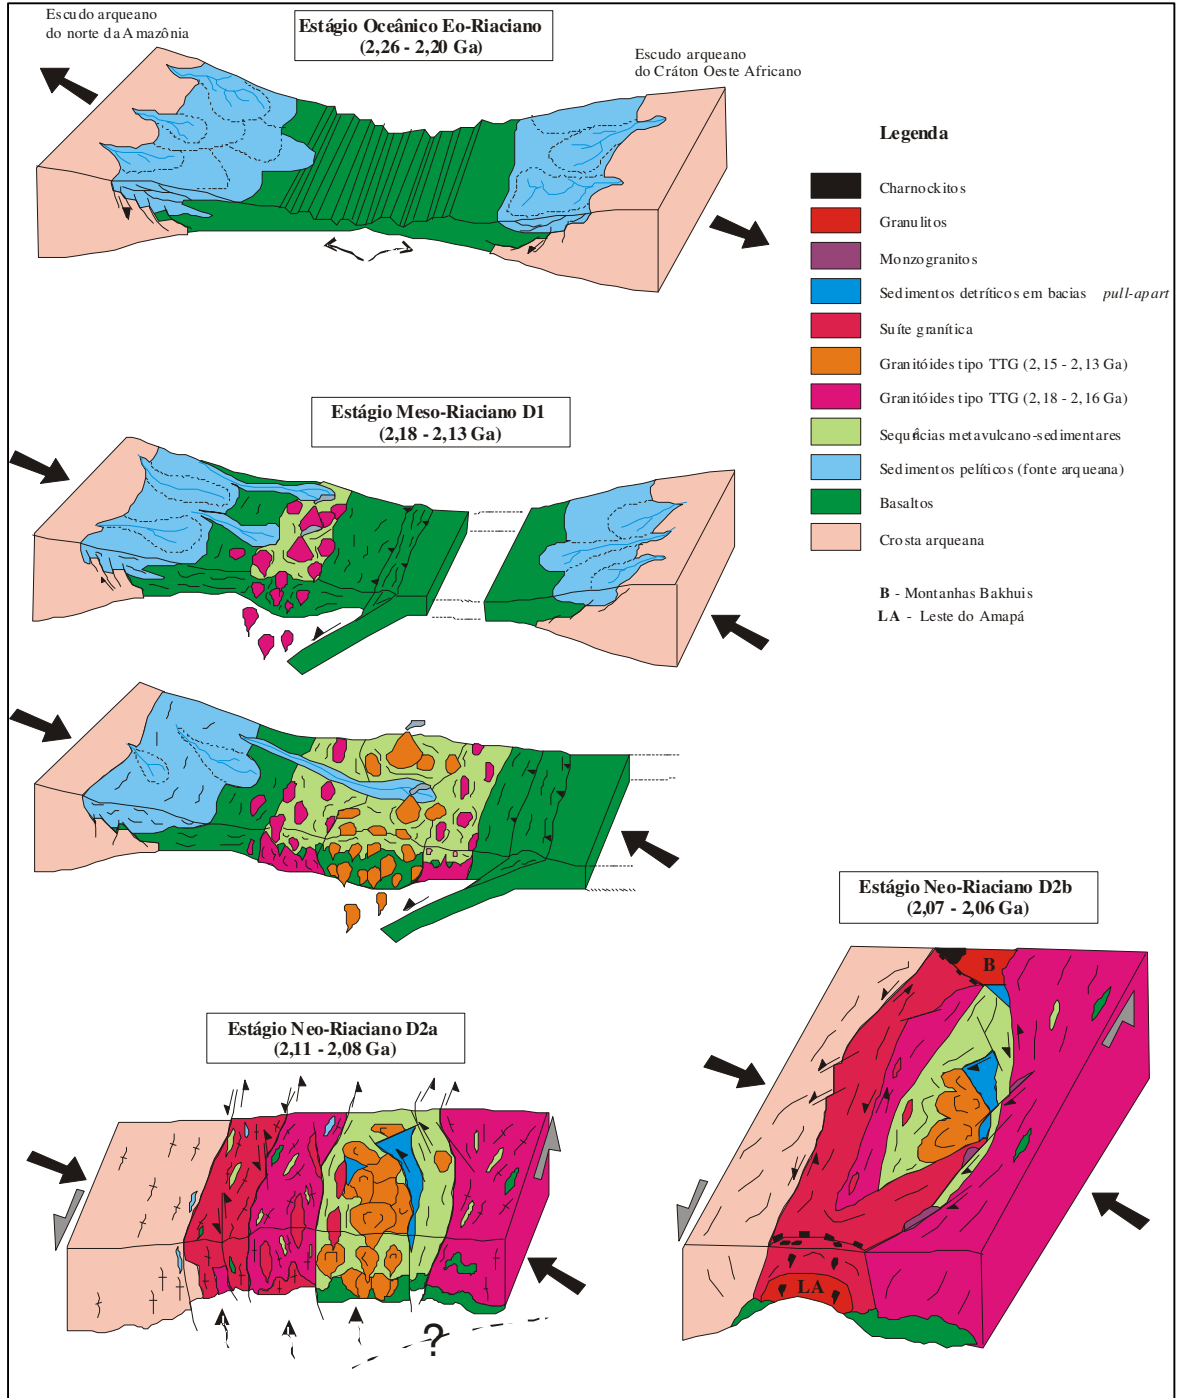 Escudo arqueano
do norte da Amazônia
Estágio Oceânico Eo-Riaciano
(2,26 - 2,20 Ga)
Escudo arqueano
do Cráton Oeste Africano
Legenda
Charnockitos
Granulitos
Monzogranitos
Sedimentos detríticos em bacias pull-apart
Suíte granítica
Granitóides tipo TTG (2,15 - 2,13 Ga)
Granitóides tipo TTG (2,18 - 2,16 Ga)
Sequêcias metavulcano-sedimentares
Sedimentos pelíticos (fonte arqueana)
Basaltos
Crosta arqueana
B - Montanhas Bakhuis
LA - Leste do Amapá
Estágio Meso-Riaciano D1
(2,18 - 2,13 Ga)
Estágio Neo-Riaciano D2b
(2,07 - 2,06 Ga)
B
LA
Estágio Neo-Riaciano D2a
(2,11 - 2,08 Ga)
?